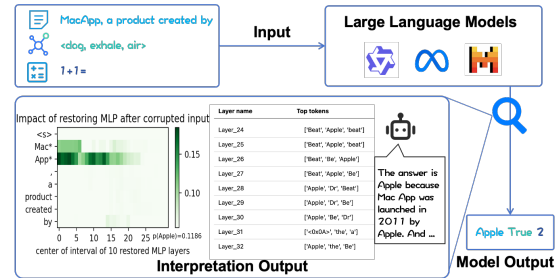 MacApp, a product created by
<dog, exhale, air>
1+1=
Input
Large Language Models
Impact of restoring MLP after corrupted input
<s>
Mac*
App*
,
a
product
created
by
0 5 10 15 20 25 30
0.15
0.10
p(Apple)=0.1186
center of interval of 10 restored MLP layers
Layer name Top tokens
Layer_24 ['Beat', 'Apple', 'beat']
Layer_25 ['Beat', 'Apple', 'beat']
Layer_26 ['Beat', 'Be', 'Apple']
Layer_27 ['Beat', 'Apple', 'Be']
Layer_28 ['Apple', 'Dr', 'Beat']
Layer_29 ['Apple', 'Dr', 'Be']
Layer_30 ['Apple', 'Be', 'Dr']
Layer_31 ['<0x0A>', 'the', 'a']
Layer_32 ['Apple', 'the', 'Be']
The answer is
Apple because
Mac App was
launched in
2011 by
Apple. And ...
Interpretation Output
Apple True 2
Model Output